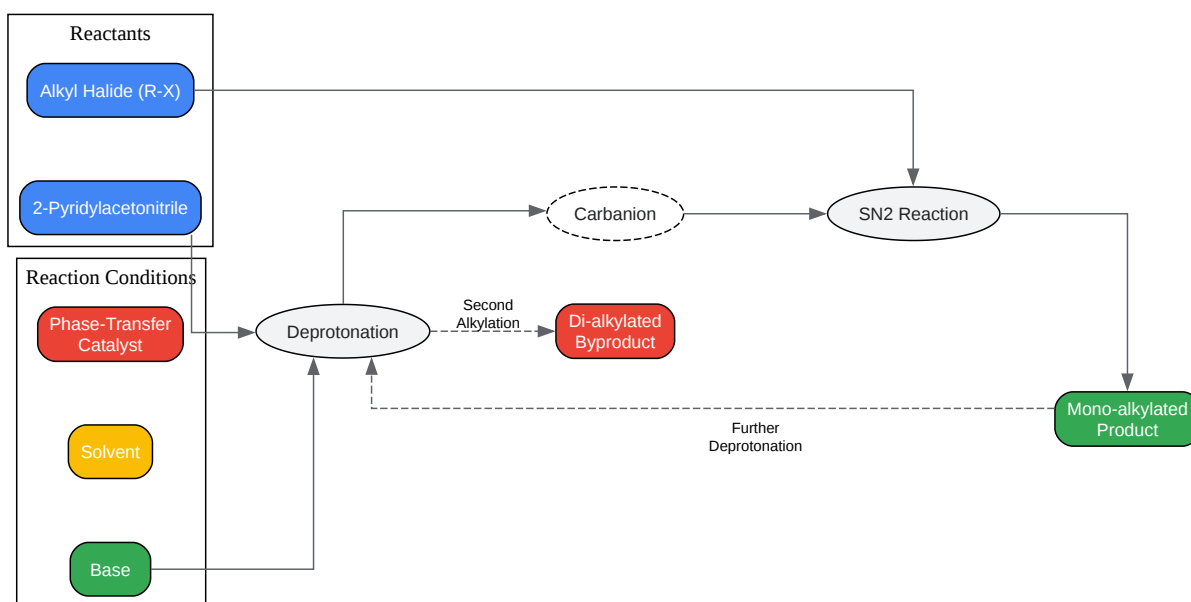 Reactants
Alkyl Halide (R-X)
2-Pyridylacetonitrile
Reaction Conditions
Phase-Transfer
Catalyst
Solvent
Base
Deprotonation
Carbanion
SN2 Reaction
Second
Alkylation
Di-alkylated
Byproduct
Mono-alkylated
Product
Further
Deprotonation